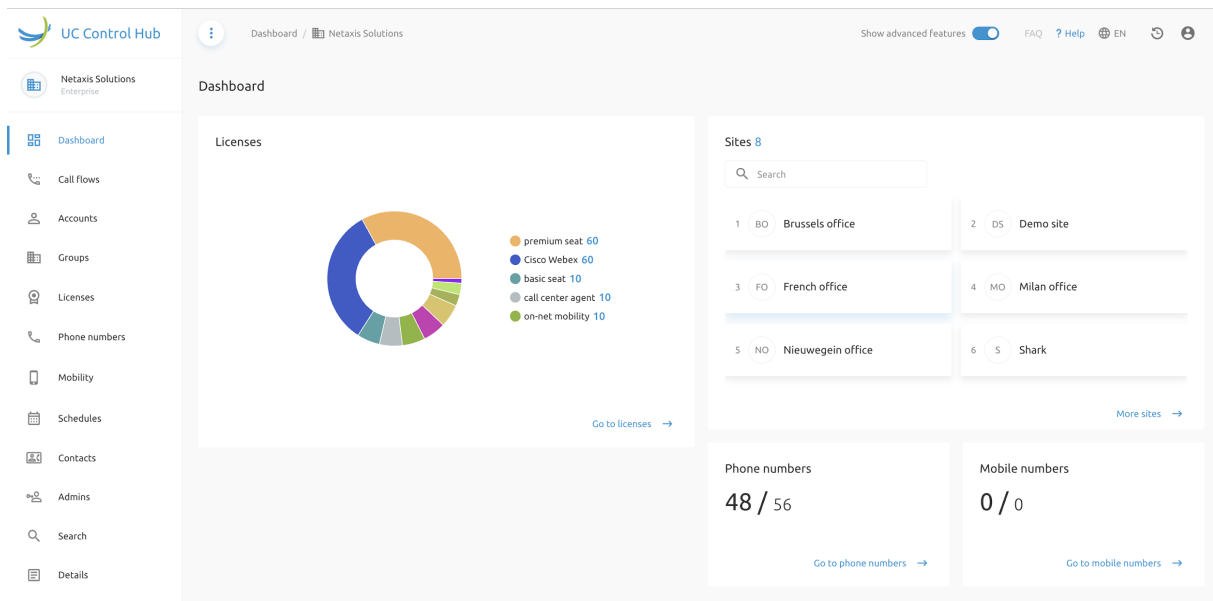 UC Control Hub
Dashboard / Netaxis Solutions
Show advanced features
FAQ
? Help
EN
Netaxis Solutions
Enterprise
Dashboard
Call flows
Accounts
Groups
Licenses
Phone numbers
Mobility
Schedules
Contacts
Admins
Search
Details
Dashboard
Licenses
premium seat 60
Cisco Webex 60
basic seat 10
call center agent 10
on-net mobility 10
Go to licenses →
Sites 8
Search
1 BO Brussels office
2 DS Demo site
3 FO French office
4 MO Milan office
5 NO Nieuwegein office
6 S Shark
More sites →
Phone numbers
48 / 56
Go to phone numbers →
Mobile numbers
0 / 0
Go to mobile numbers →